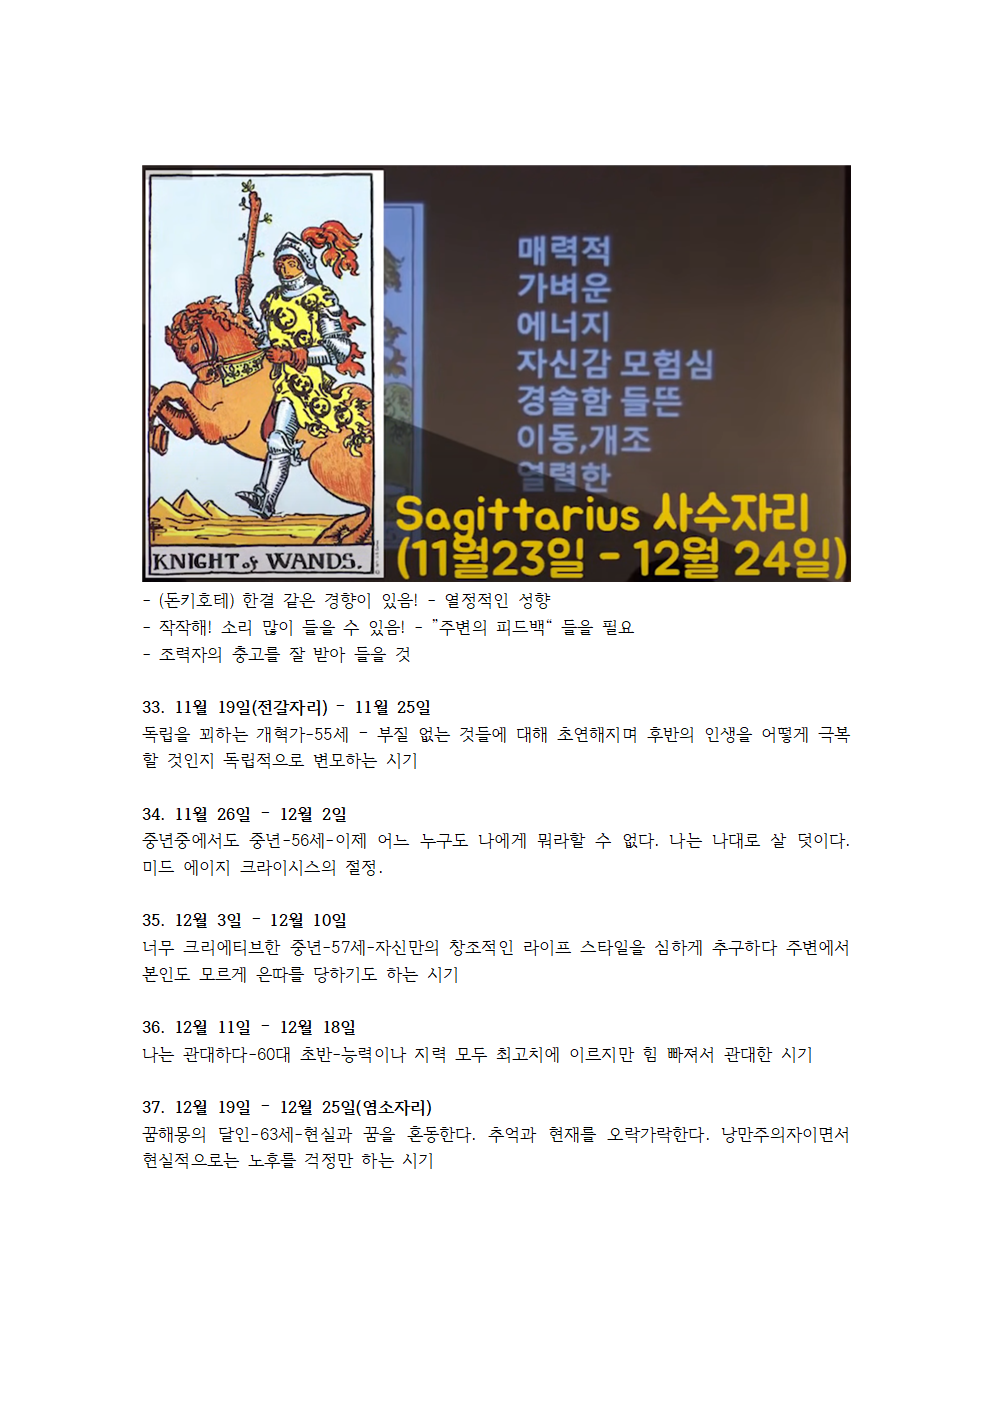 매력적
가벼운
에너지
자신감 모험심
경솔함 들뜬
이동,개조
열렬한
Sagittarius 사수자리
(11월23일 - 12월 24일)
KNIGHT of WANDS.
- (돈키호테) 한결 같은 경향이 있음! - 열정적인 성향
- 작작해! 소리 많이 들을 수 있음! - ”주변의 피드백“ 들을 필요
- 조력자의 충고를 잘 받아 들을 것
33. 11월 19일(전갈자리) - 11월 25일
독립을 꾀하는 개혁가-55세 - 부질 없는 것들에 대해 초연해지며 후반의 인생을 어떻게 극복
할 것인지 독립적으로 변모하는 시기
34. 11월 26일 - 12월 2일
중년중에서도 중년-56세-이제 어느 누구도 나에게 뭐라할 수 없다. 나는 나대로 살 덧이다.
미드 에이지 크라이시스의 절정.
35. 12월 3일 - 12월 10일
너무 크리에티브한 중년-57세-자신만의 창조적인 라이프 스타일을 심하게 추구하다 주변에서
본인도 모르게 은따를 당하기도 하는 시기
36. 12월 11일 - 12월 18일
나는 관대하다-60대 초반-능력이나 지력 모두 최고치에 이르지만 힘 빠져서 관대한 시기
37. 12월 19일 - 12월 25일(염소자리)
꿈해몽의 달인-63세-현실과 꿈을 혼동한다. 추억과 현재를 오락가락한다. 낭만주의자이면서
현실적으로는 노후를 걱정만 하는 시기